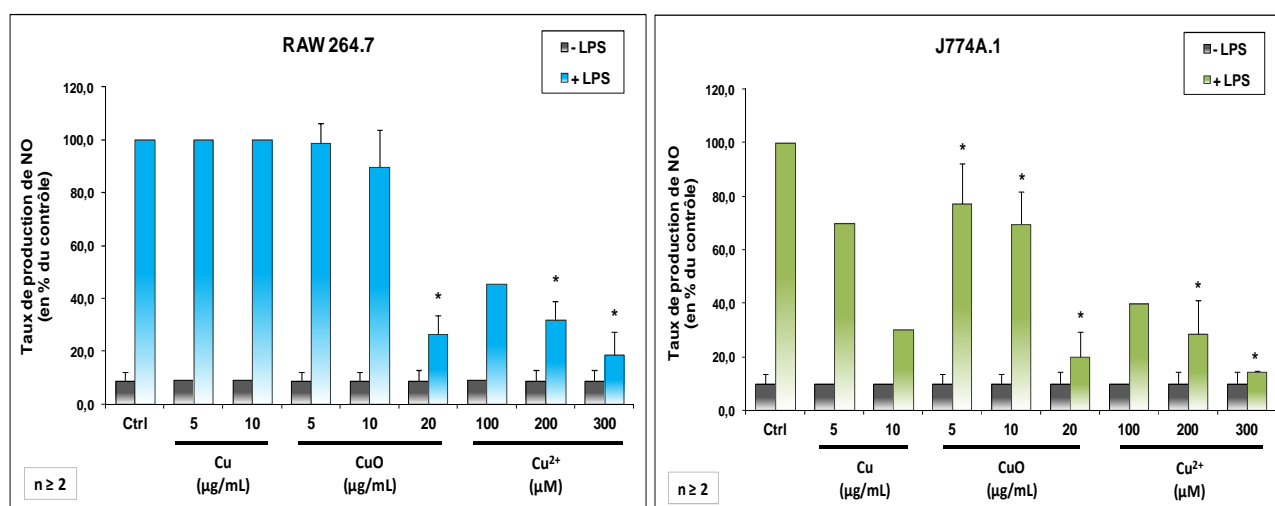 RAW 264.7
- LPS
+ LPS
Taux de production de NO
(en % du contrôle)
120,0
100,0
80,0
60,0
40,0
20,0
0,0
Ctrl 5 10 5 10 20 100 200 300
Cu CuO Cu²⁺
(µg/mL) (µg/mL) (µM)
* * *
n ≥ 2
J774A.1
- LPS
+ LPS
Taux de production de NO
(en % du contrôle)
120,0
100,0
80,0
60,0
40,0
20,0
0,0
* * * * *
Ctrl 5 10 5 10 20 100 200 300
Cu CuO Cu²⁺
(µg/mL) (µg/mL) (µM)
n ≥ 2